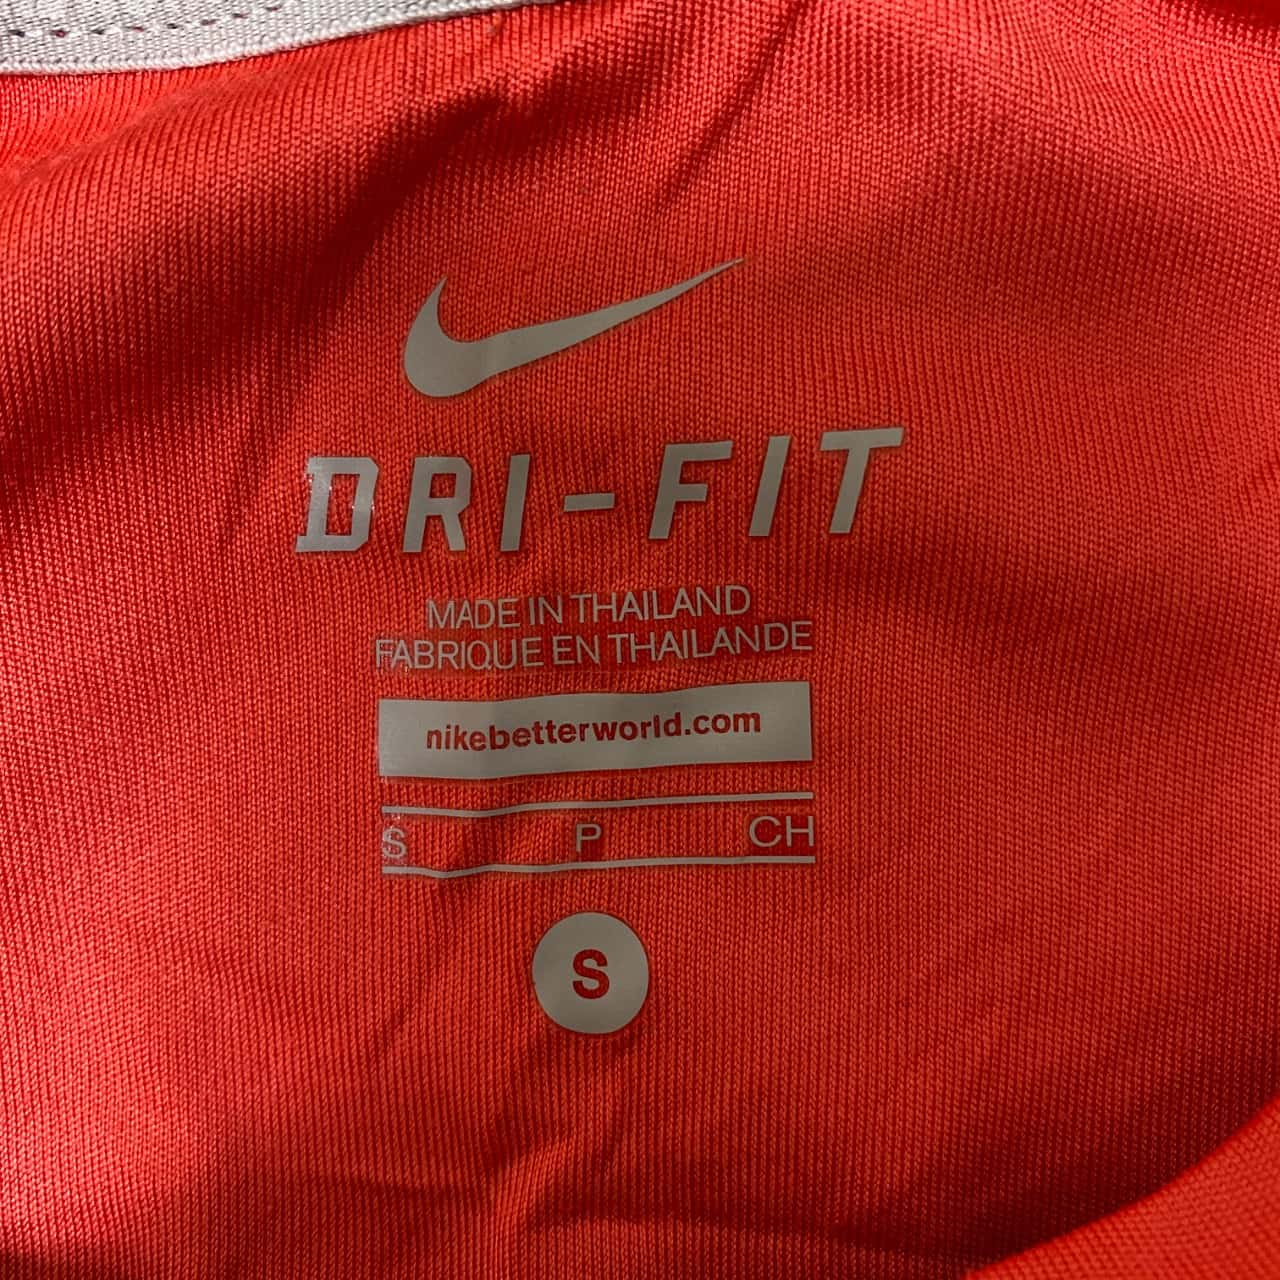 DRI-FIT
MADE IN THAILAND
FABRIQUE EN THAILANDE
nikebetterworld.com
S P CH
S